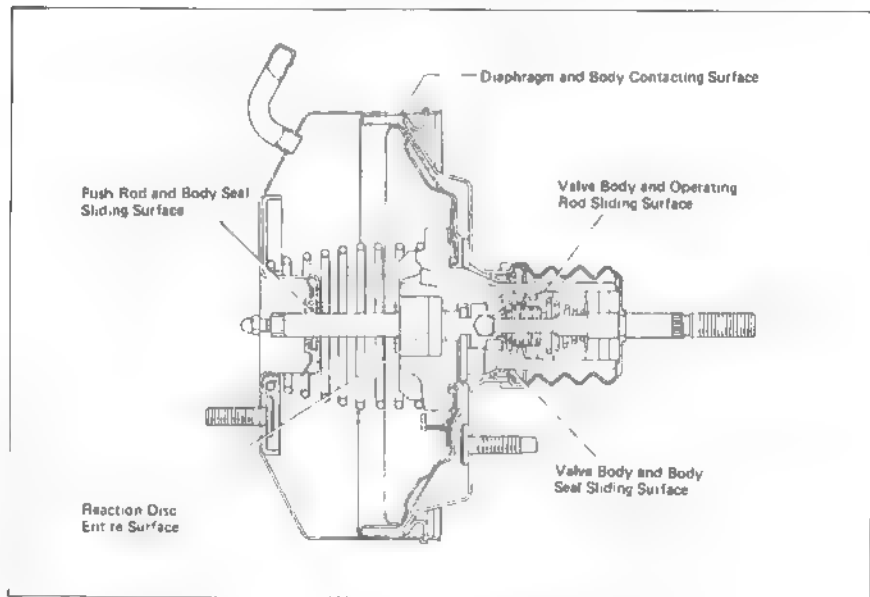 Diaphragm and Body Contacting Surface
Push Rod and Body Seal
Sliding Surface
Valve Body and Operating
Rod Sliding Surface
Valve Body and Body
Seal Sliding Surface
Reaction Disc
Entire Surface